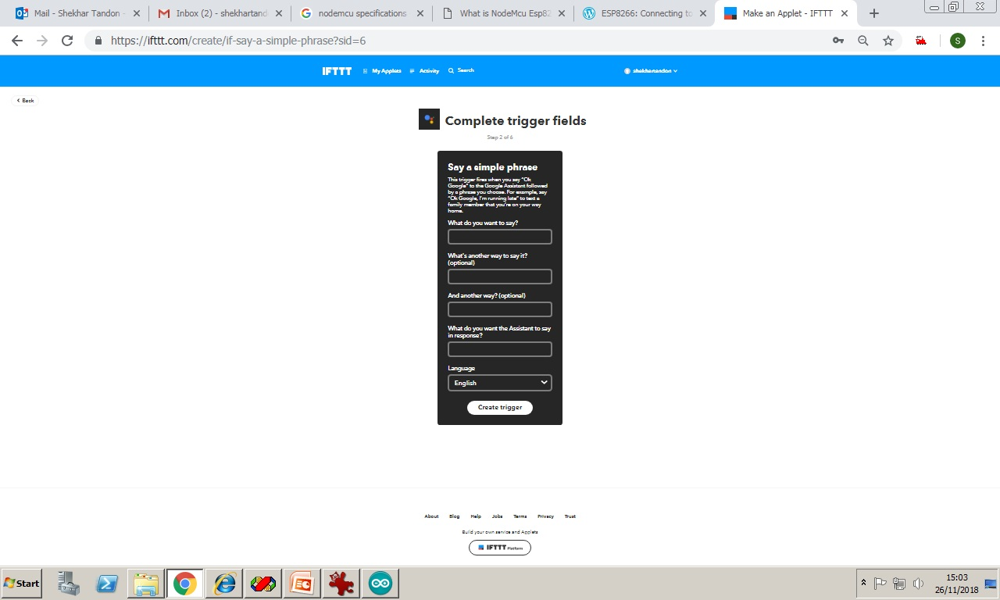 Mail - Shekhar Tandon -
Inbox (2) - shekhartand
nodemcu specifications
What is NodeMcu Esp82
ESP8266: Connecting to
Make an Applet - IFTTT
https://ifttt.com/create/if-say-a-simple-phrase?sid=6
S
IFTTT My Applets Activity Search shekhartandon
Back
Complete trigger fields
Step 2 of 6
Say a simple phrase
This trigger fires when you say "Ok
Google" to the Google Assistant followed
by a phrase you choose. For example, say
"Ok Google, I'm running late" to text a
family member that you're on your way
home.
What do you want to say?
What's another way to say it?
(optional)
And another way? (optional)
What do you want the Assistant to say
in response?
Language
English
Create trigger
About Blog Help Jobs Terms Privacy Trust
Build your own service and Applets
IFTTT Platform
Start
15:03
26/11/2018